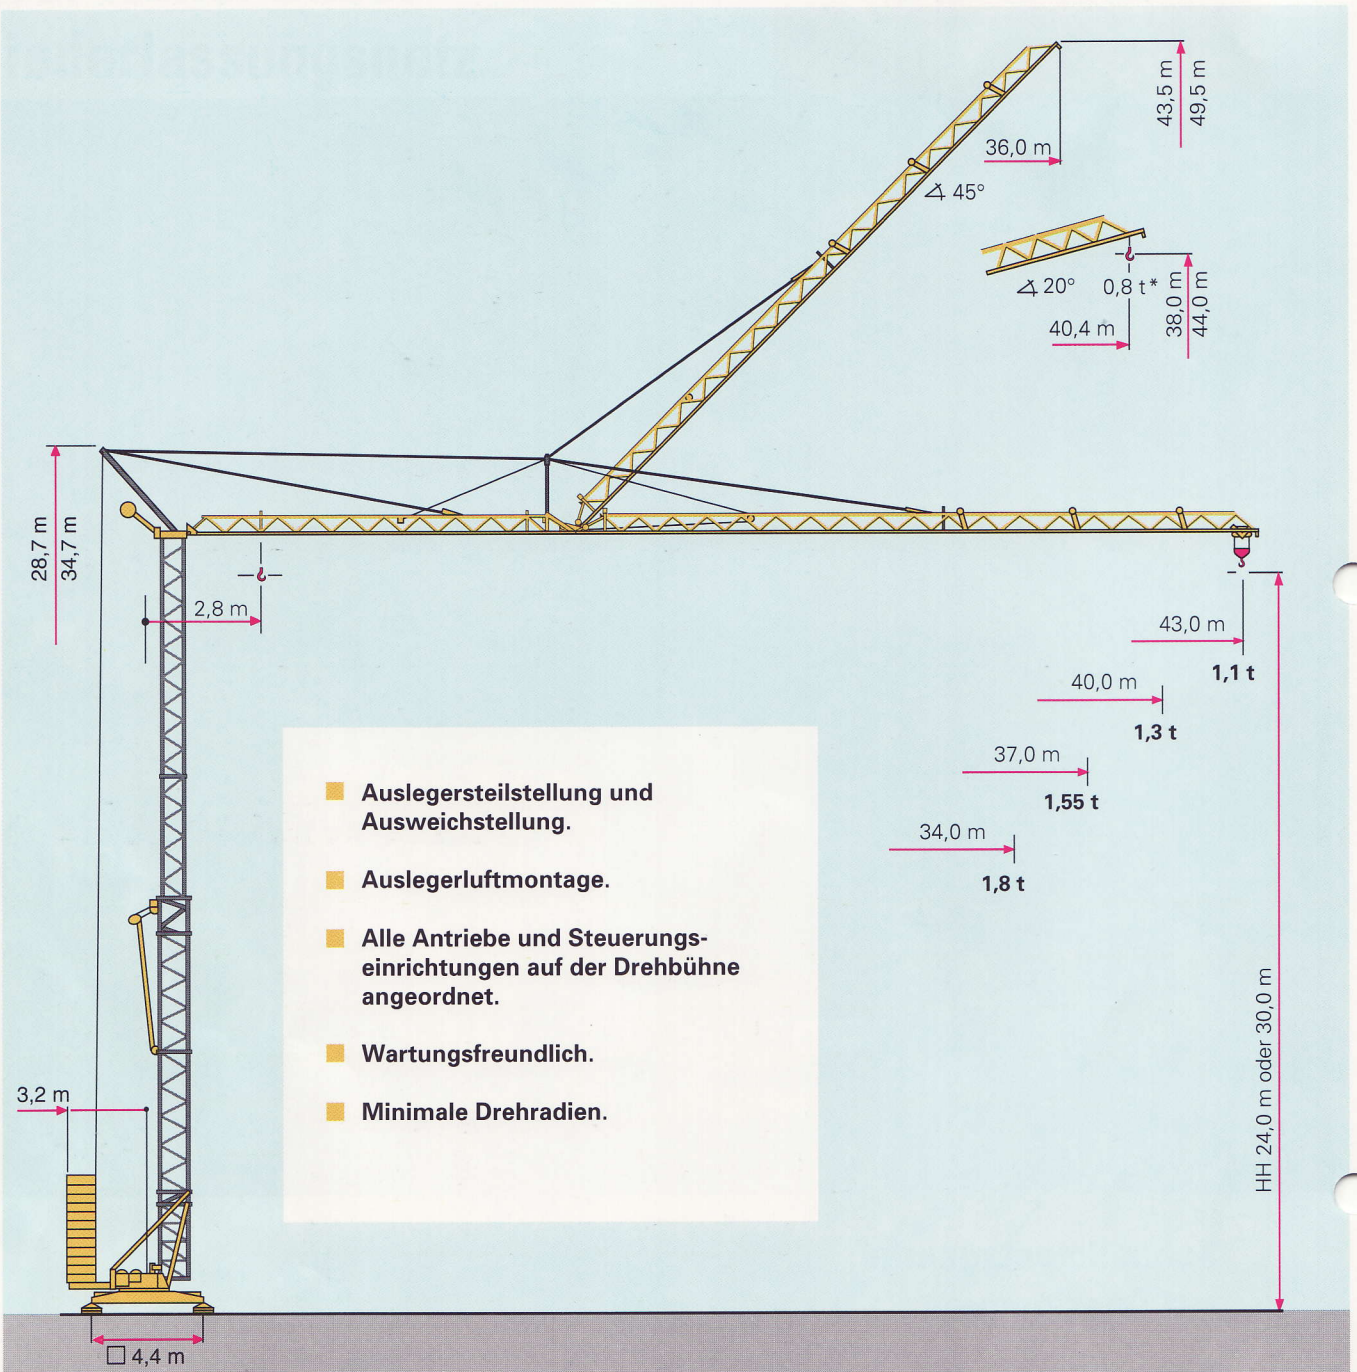 43,5 m
49,5 m
36,0 m
∡ 45°
∡ 20°
0,8 t*
38,0 m
44,0 m
40,4 m
28,7 m
34,7 m
2,8 m
43,0 m
1,1 t
40,0 m
1,3 t
37,0 m
1,55 t
34,0 m
1,8 t
Auslegersteilstellung und
Ausweichstellung.
Auslegerluftmontage.
Alle Antriebe und Steuerungs-
einrichtungen auf der Drehbühne
angeordnet.
Wartungsfreundlich.
Minimale Drehradien.
HH 24,0 m oder 30,0 m
3,2 m
□ 4,4 m